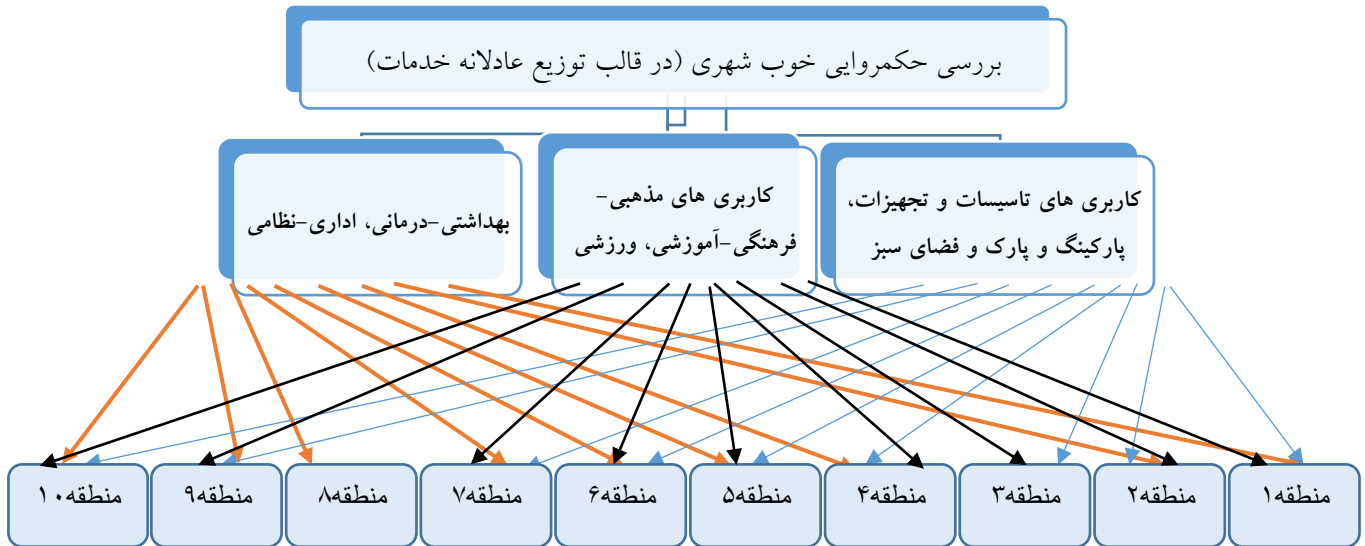 بررسی حکمروایی خوب شهری (در قالب توزیع عادلانه خدمات)
کاربری های تاسیسات و تجهیزات،
پارکینگ و پارک و فضای سبز
کاربری های مذهبی-
فرهنگی-آموزشی، ورزشی
بهداشتی-درمانی، اداری-نظامی
منطقه۱
منطقه۲
منطقه۳
منطقه۴
منطقه۵
منطقه۶
منطقه۷
منطقه۸
منطقه۹
منطقه۱۰